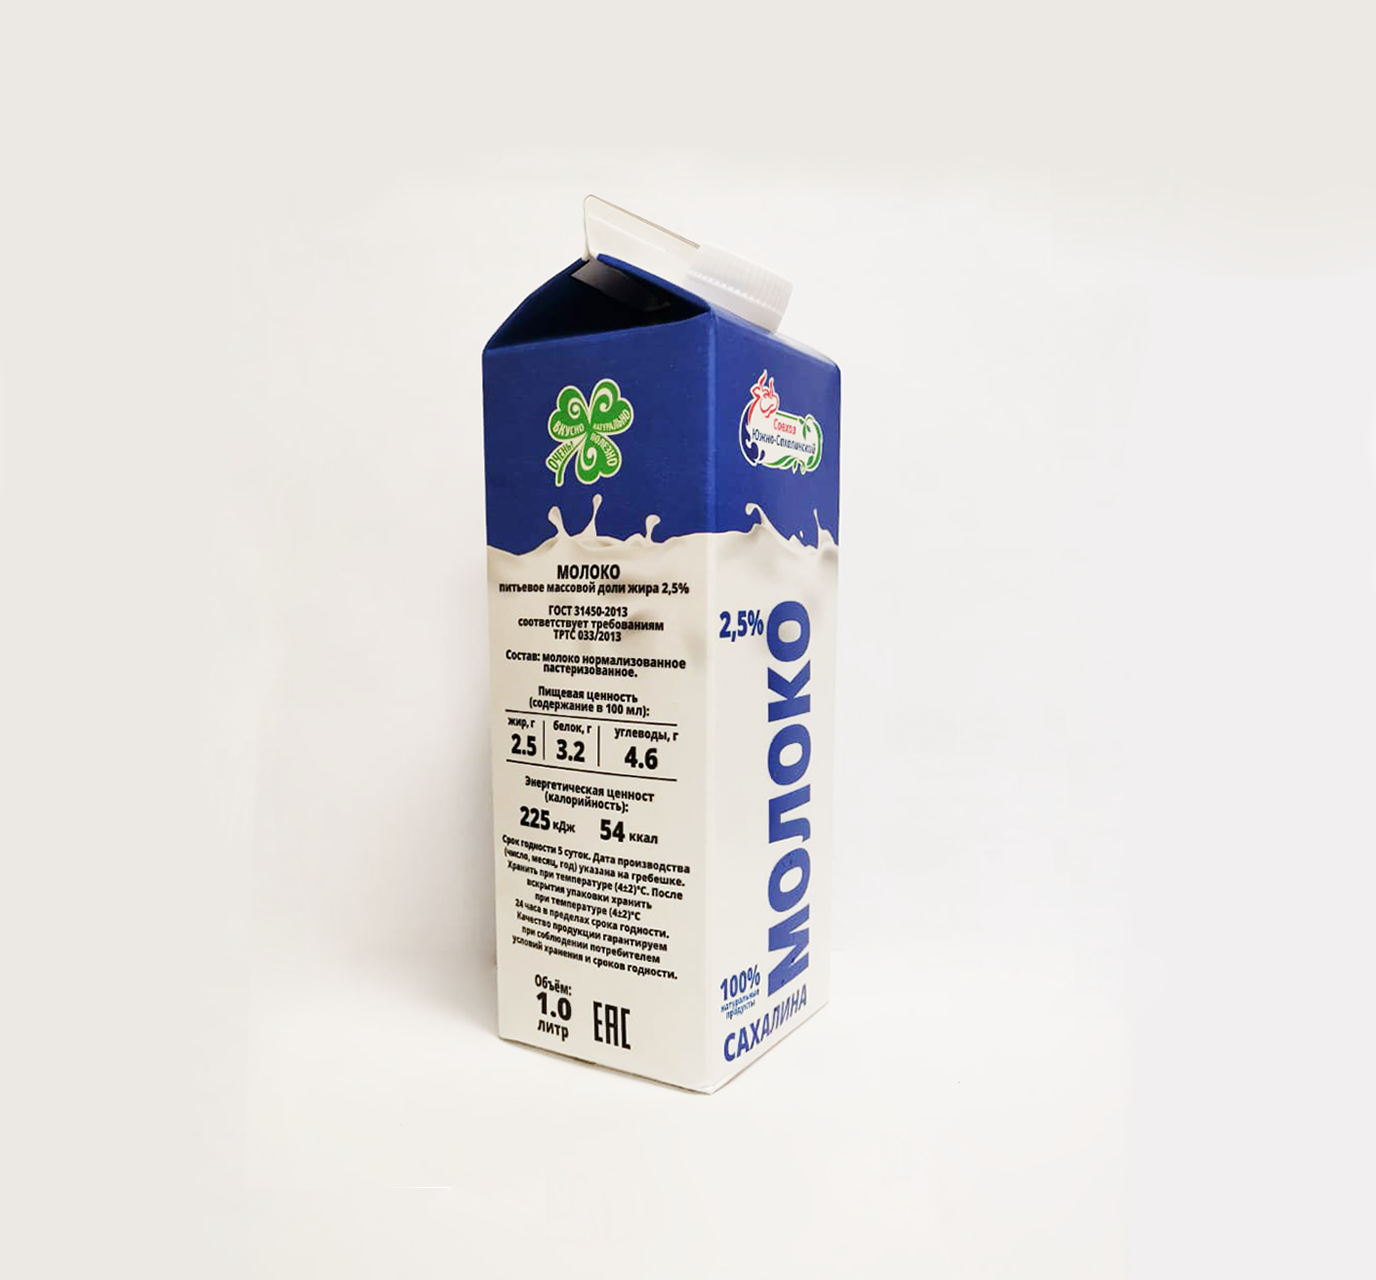 ВКУСНО
НАТУРАЛЬНО
ОЧЕНЬ!
ПОЛЕЗНО
МОЛОКО
питьевое массовой доли жира 2,5%
ГОСТ 31450-2013
соответствует требованиям
ТРТС 033/2013
Состав: молоко нормализованное
пастеризованное.
Пищевая ценность
(содержание в 100 мл):
жир, г белок, г углеводы, г
2.5 3.2 4.6
Энергетическая ценност
(калорийность):
225 кДж 54 ккал
Срок годности 5 суток. Дата производства
(число, месяц, год) указана на гребешке.
Хранить при температуре (4±2)°С. После
вскрытия упаковки хранить
при температуре (4±2)°С
24 часа в пределах срока годности.
Качество продукции гарантируем
при соблюдении потребителем
условий хранения и сроков годности.
Объём:
1.0
литр
ЕАС
Совхоз
Южно-Сахалинский
2,5%
МОЛОКО
100%
натуральные
продукты
САХАЛИНА